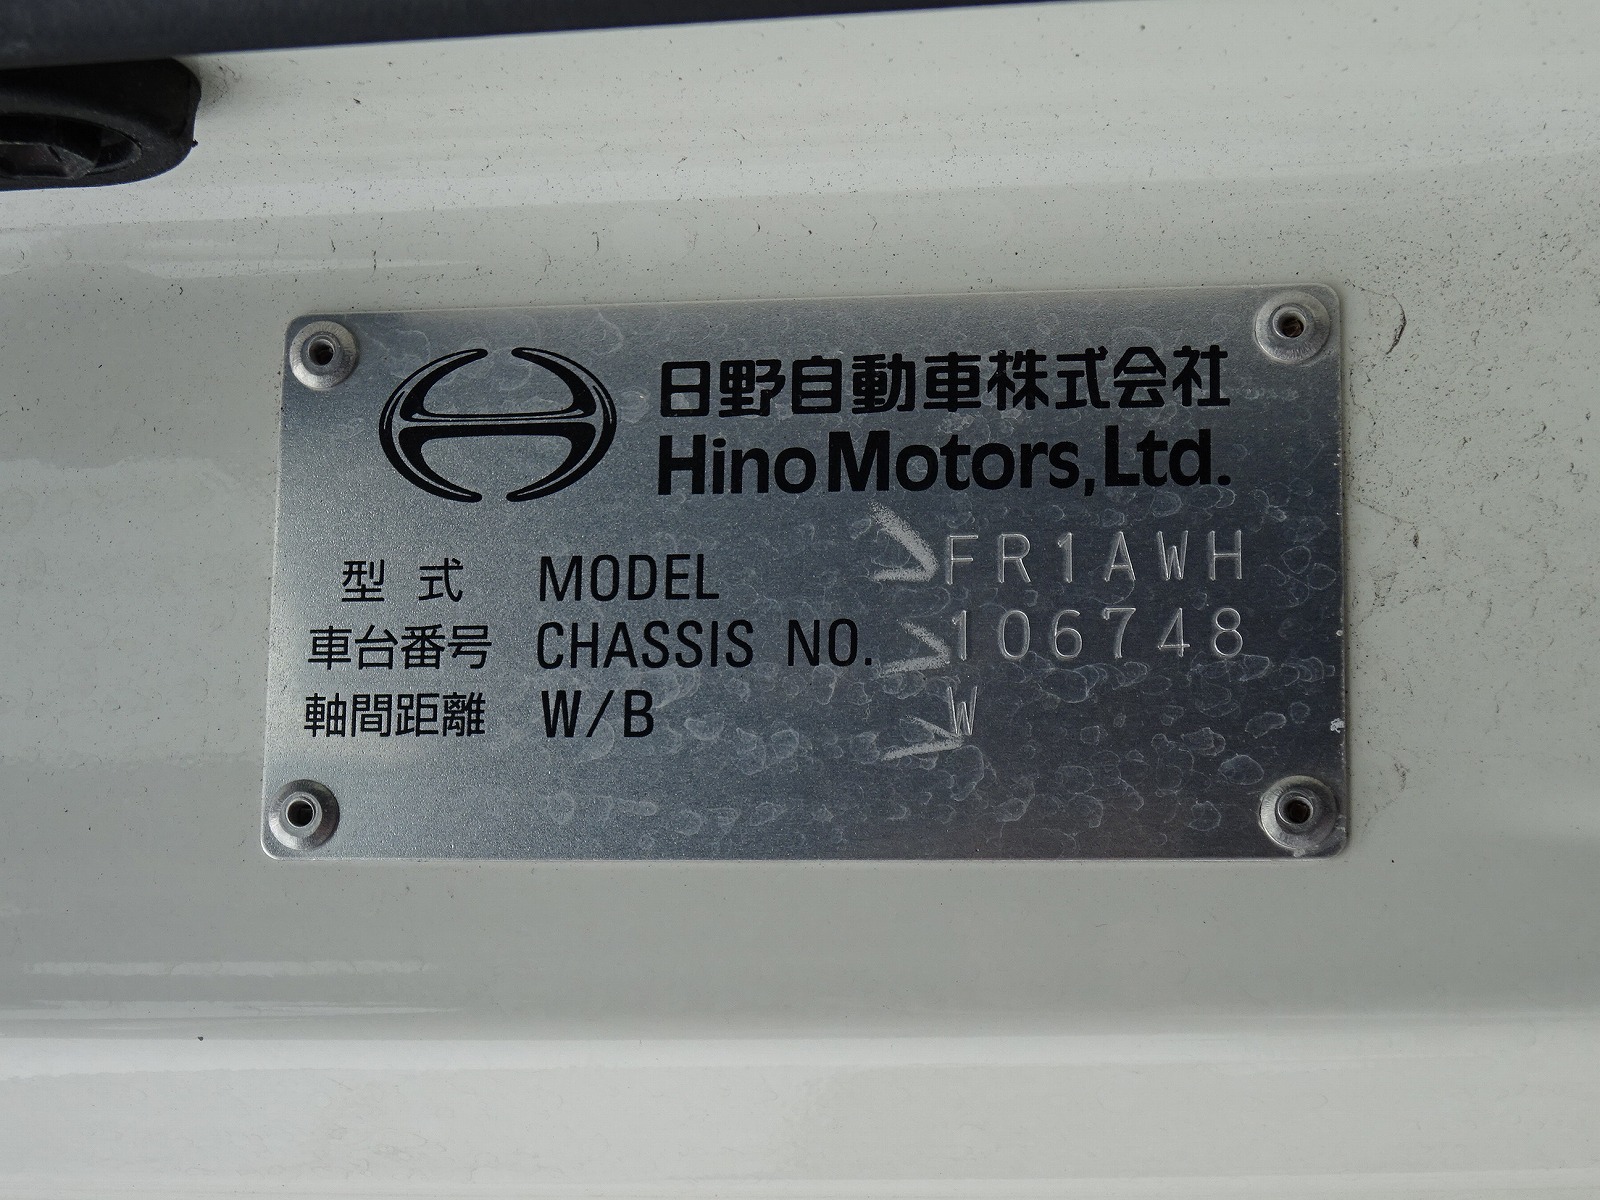 日野自動車株式会社
Hino Motors, Ltd.
型式 MODEL FR1AWH
車台番号 CHASSIS NO. 106748
軸間距離 W/B W